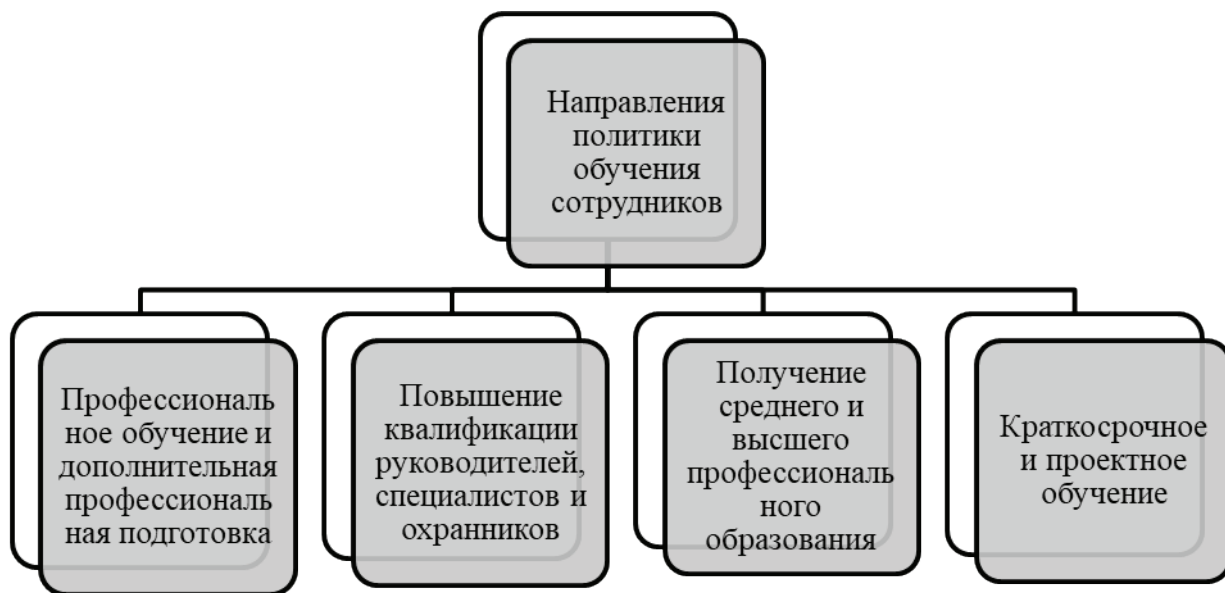 Направления
политики
обучения
сотрудников
Профессиональ
ное обучение и
дополнительная
профессиональ
ная подготовка
Повышение
квалификации
руководителей,
специалистов и
охранников
Получение
среднего и
высшего
профессиональ
ного
образования
Краткосрочное
и проектное
обучение